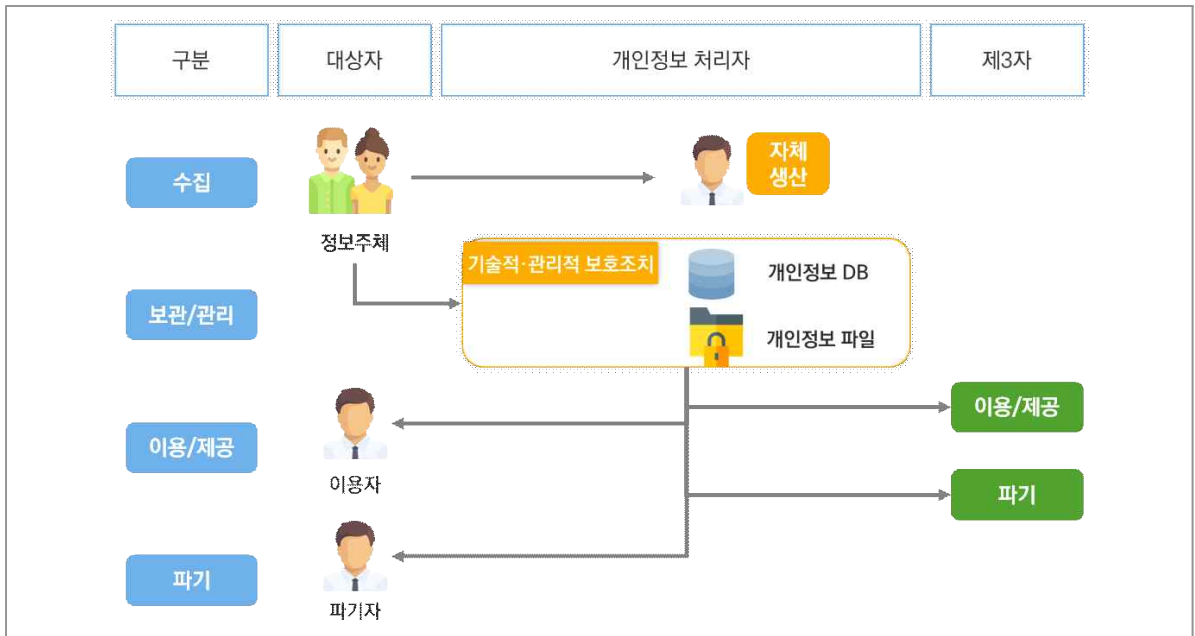 구분
대상자
개인정보 처리자
제3자
수집
자체
생산
정보주체
기술적·관리적 보호조치
개인정보 DB
보관/관리
개인정보 파일
이용/제공
이용/제공
이용자
파기
파기
파기자